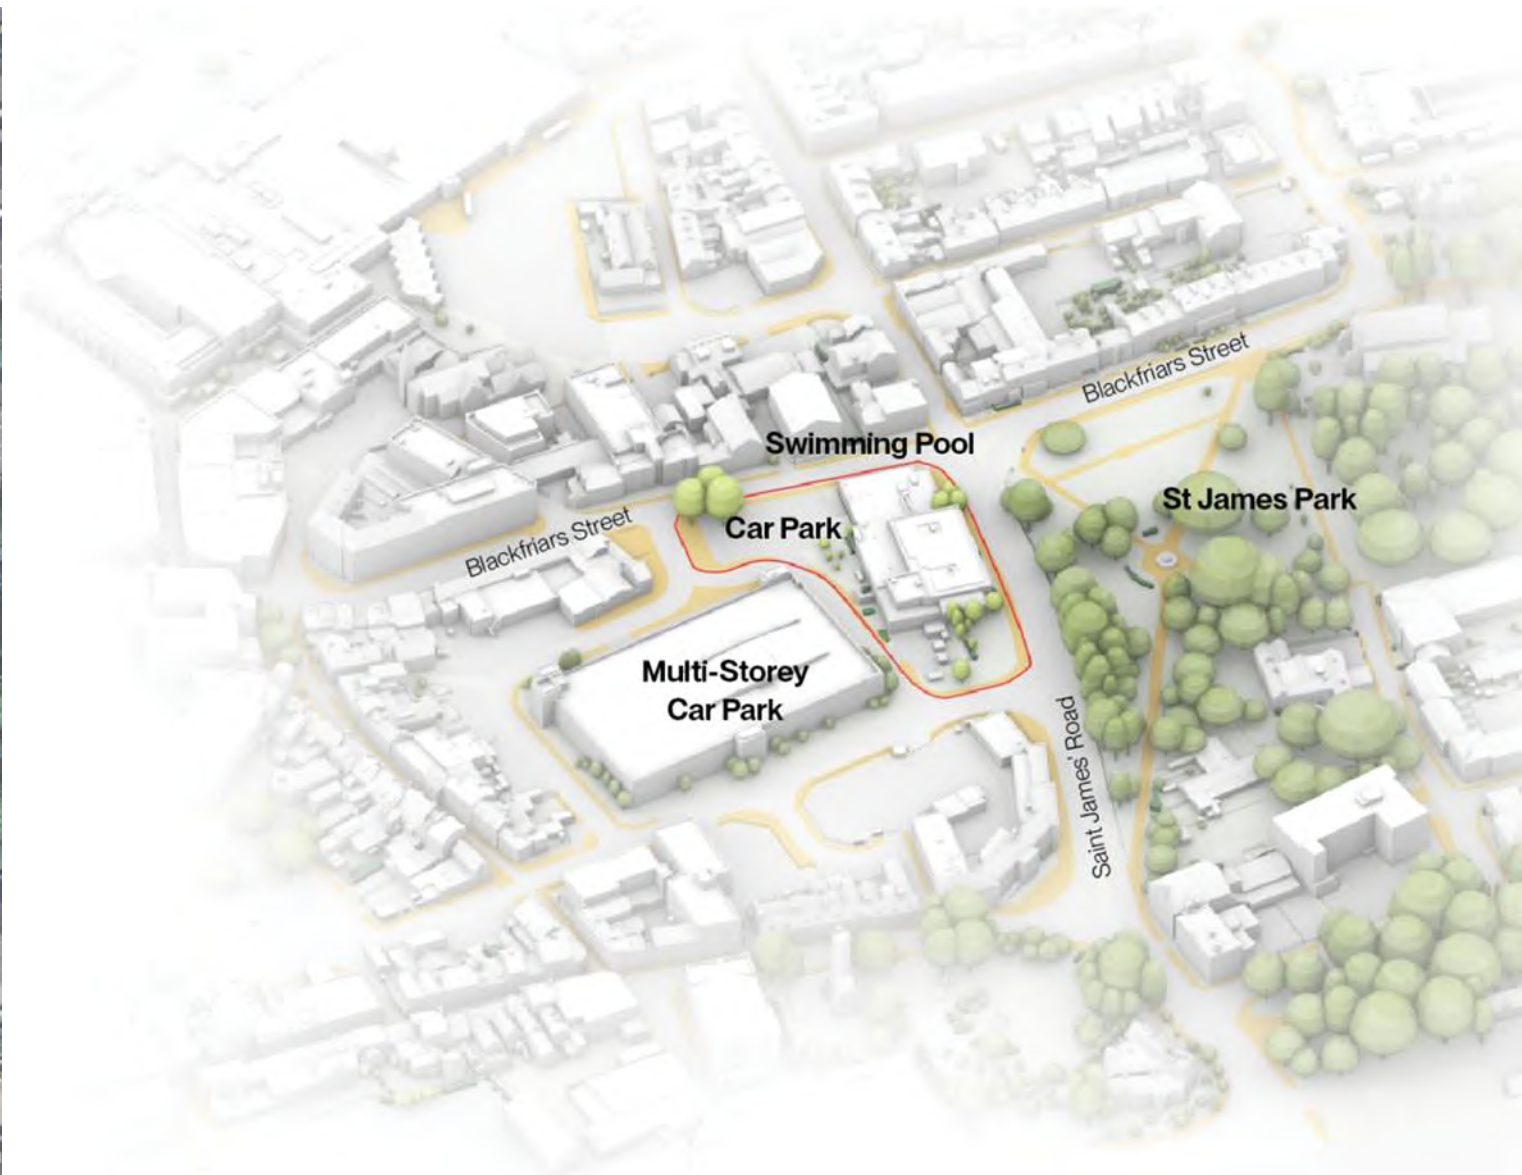 Blackfriars Street
Swimming Pool
St James Park
Car Park
Blackfriars Street
Multi-Storey
Car Park
Saint James' Road